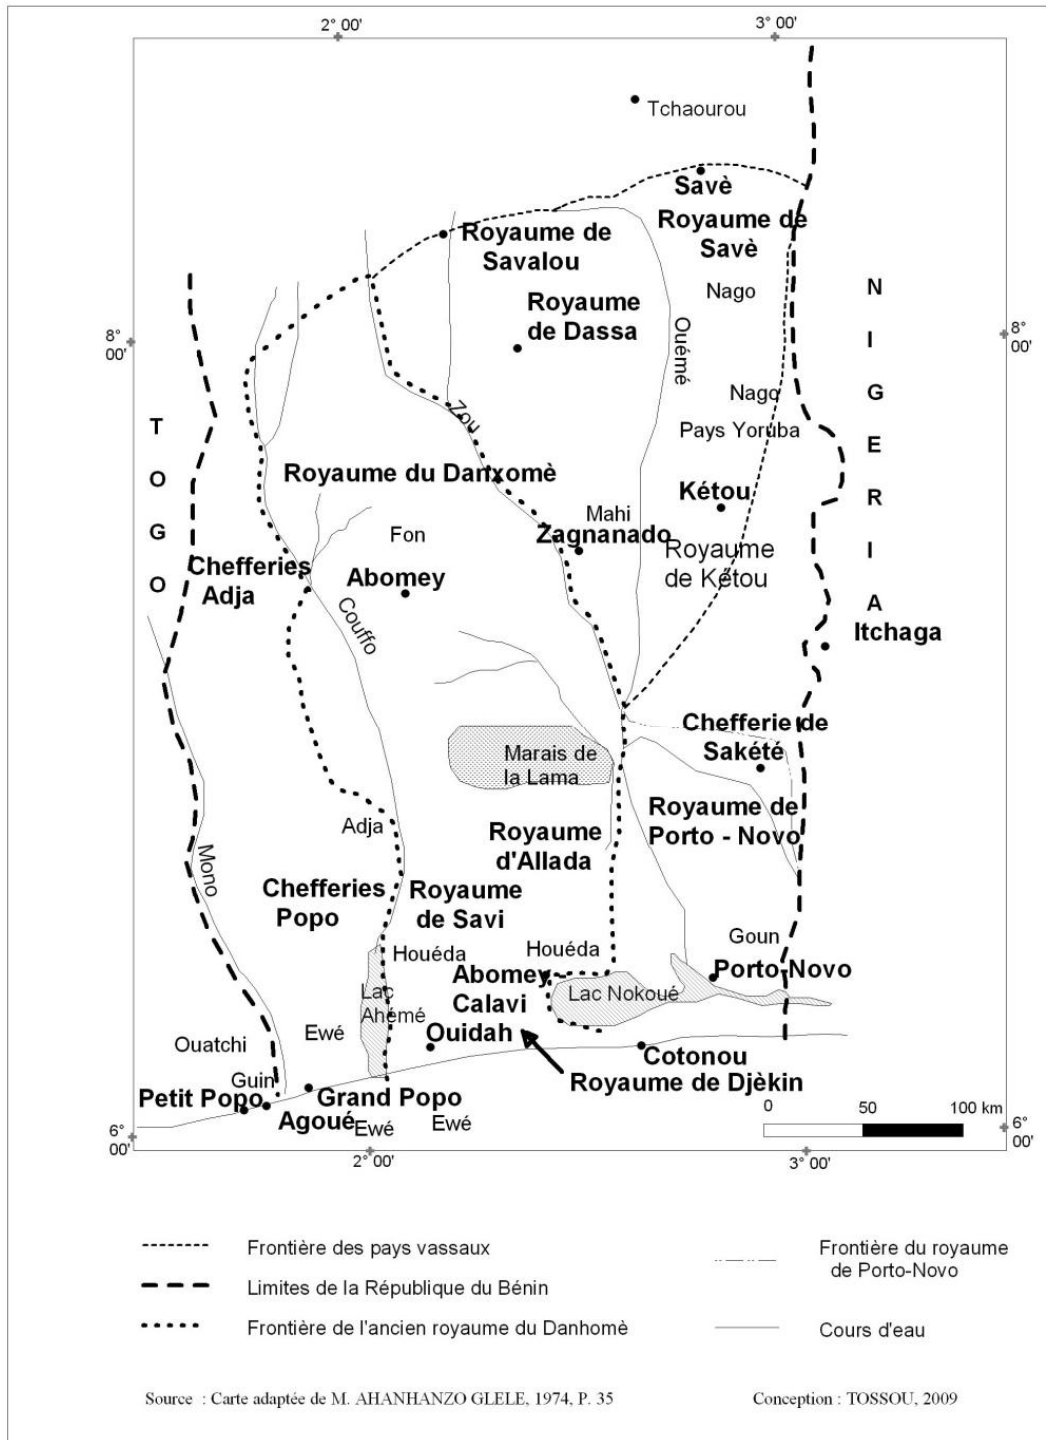 2° 00'
3° 00'
Tchaourou
Savè
Royaume de
Savè
Royaume de
Savalou
Nago
Royaume
de Dassa
Ouémé
8°
00'
8°
00'
N
I
G
E
R
I
A
T
O
G
O
Zou
Nago
Pays Yoruba
Royaume du Danxomè
Kétou
Mahi
Zagnanado
Fon
Royaume
de Kétou
Chefferies
Adja
Abomey
Couffo
Itchaga
Chefferie de
Sakété
Marais de
la Lama
Royaume de
Porto - Novo
Adja
Royaume
d'Allada
Mono
Chefferies
Popo
Royaume
de Savi
Houéda
Houéda
Goun
Abomey-
Calavi
Porto-Novo
Lac
Ahémé
Lac Nokoué
Ewé
Ouidah
Ouatchi
Cotonou
Guin
Royaume de Djèkin
Petit Popo
Grand Popo
Agoué
Ewé
Ewé
0 50 100 km
6°
00'
6°
00'
2° 00'
3° 00'
Frontière des pays vassaux
Limites de la République du Bénin
Frontière de l'ancien royaume du Danhomè
Frontière du royaume
de Porto-Novo
Cours d'eau
Source : Carte adaptée de M. AHANHANZO GLELE, 1974, P. 35
Conception : TOSSOU, 2009